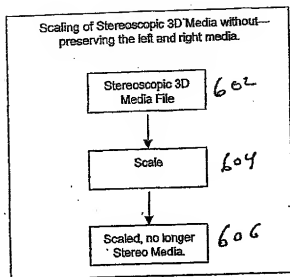 Scaling of Stereoscopic 3D Media without
preserving the left and right media.
Stereoscopic 3D
Media File
602
Scale
604
Scaled, no longer
Stereo Media.
606